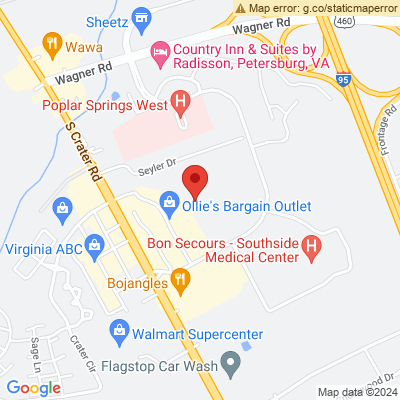 Map error: g.co/staticmaperror
Sheetz
Wagner Rd
460
Wawa
Country Inn & Suites by
Radisson, Petersburg, VA
Wagner Rd
95
Poplar Springs West
H
Frontage Rd
S Crater Rd
Seyler Dr
Ollie's Bargain Outlet
Virginia ABC
Bon Secours - Southside
Medical Center
H
Bojangles
Walmart Supercenter
Sage Ln
Crater Cir
Flagstop Car Wash
ood Dr
Google
Map data ©2024